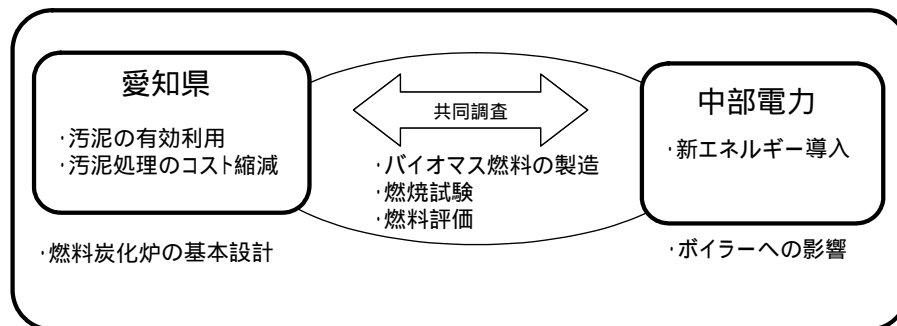 愛知県
・汚泥の有効利用
・汚泥処理のコスト縮減
・燃料炭化炉の基本設計
共同調査
・バイオマス燃料の製造
・燃焼試験
・燃料評価
中部電力
・新エネルギー導入
・ボイラーへの影響